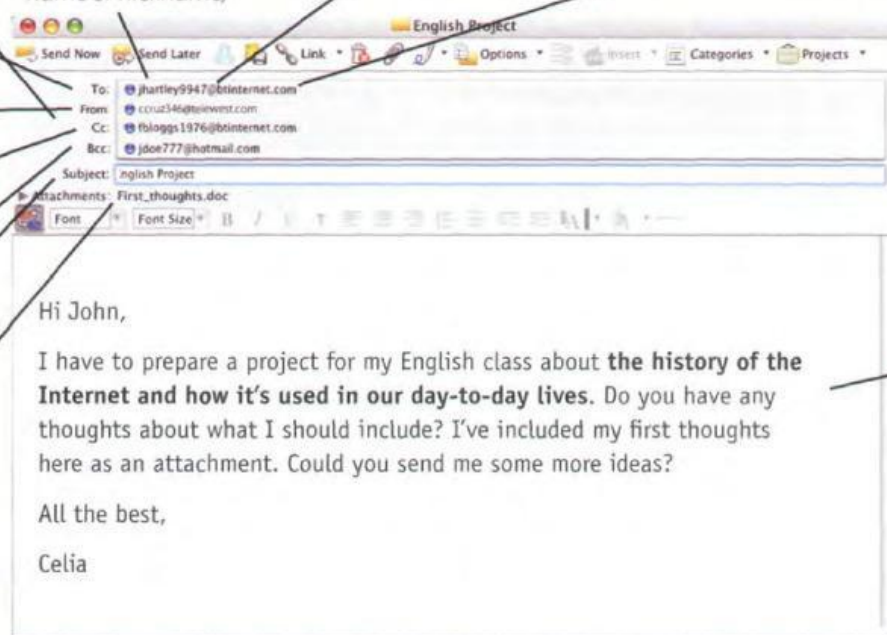 English Project
Send Now Send Later Link Options Insert Categories Projects
To: jhartley9947@btinternet.com
From: ccruz346@telewest.com
Cc: fbloggs1976@btinternet.com
Bcc: jdoe777@hotmail.com
Subject: nglish Project
Attachments: First_thoughts.doc
Font Font Size B I T
Hi John,
I have to prepare a project for my English class about the history of the
Internet and how it's used in our day-to-day lives. Do you have any
thoughts about what I should include? I've included my first thoughts
here as an attachment. Could you send me some more ideas?
All the best,
Celia